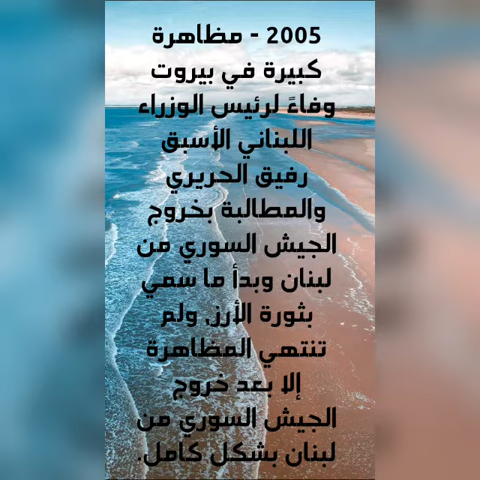 2005 - مظاهرة
كبيرة في بيروت
وفاءً لرئيس الوزراء
اللبناني الأسبق
رفيق الحريري
والمطالبة بخروج
الجيش السوري من
لبنان وبدأ ما سمي
بثورة الأرز، ولم
تنتهي المظاهرة
إلا بعد خروج
الجيش السوري من
لبنان بشكل كامل.